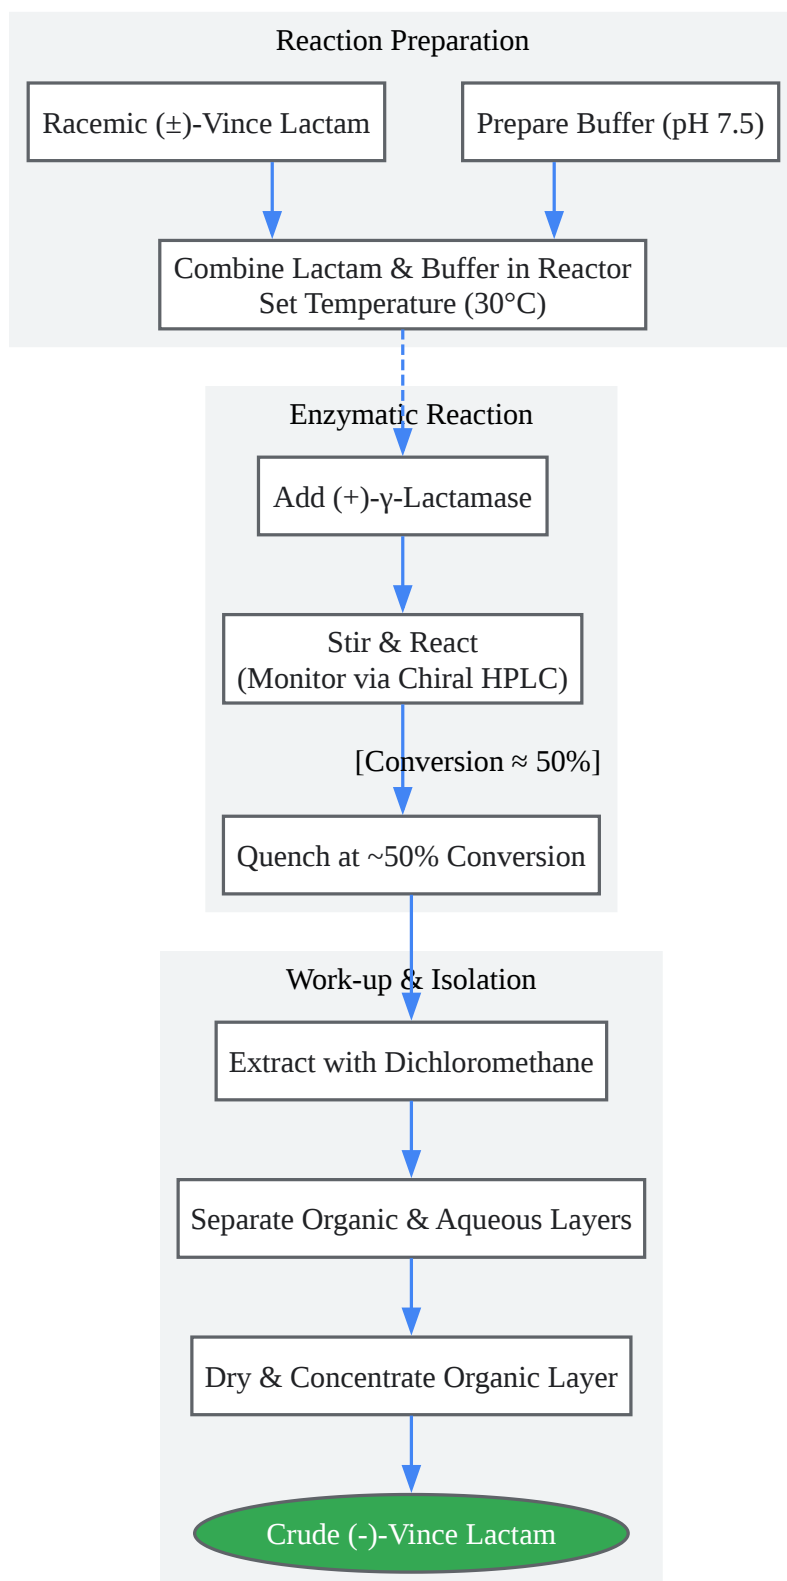 Reaction Preparation
Racemic (±)-Vince Lactam
Prepare Buffer (pH 7.5)
Combine Lactam & Buffer in Reactor
Set Temperature (30°C)
Enzymatic Reaction
Add (+)-γ-Lactamase
Stir & React
(Monitor via Chiral HPLC)
[Conversion ≈ 50%]
Quench at ~50% Conversion
Work-up & Isolation
Extract with Dichloromethane
Separate Organic & Aqueous Layers
Dry & Concentrate Organic Layer
Crude (-)-Vince Lactam